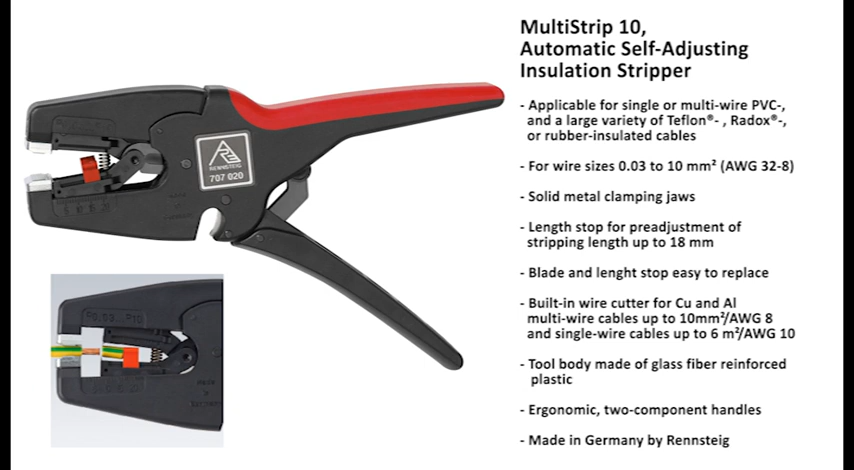 MultiStrip 10,
Automatic Self-Adjusting
Insulation Stripper
- Applicable for single or multi-wire PVC-,
and a large variety of Teflon®- , Radox®-,
or rubber-insulated cables
- For wire sizes 0.03 to 10 mm² (AWG 32-8)
- Solid metal clamping jaws
- Length stop for preadjustment of
stripping length up to 18 mm
- Blade and lenght stop easy to replace
- Built-in wire cutter for Cu and Al
multi-wire cables up to 10mm²/AWG 8
and single-wire cables up to 6 m²/AWG 10
- Tool body made of glass fiber reinforced
plastic
- Ergonomic, two-component handles
- Made in Germany by Rennsteig
RENNSTEIG
707 020